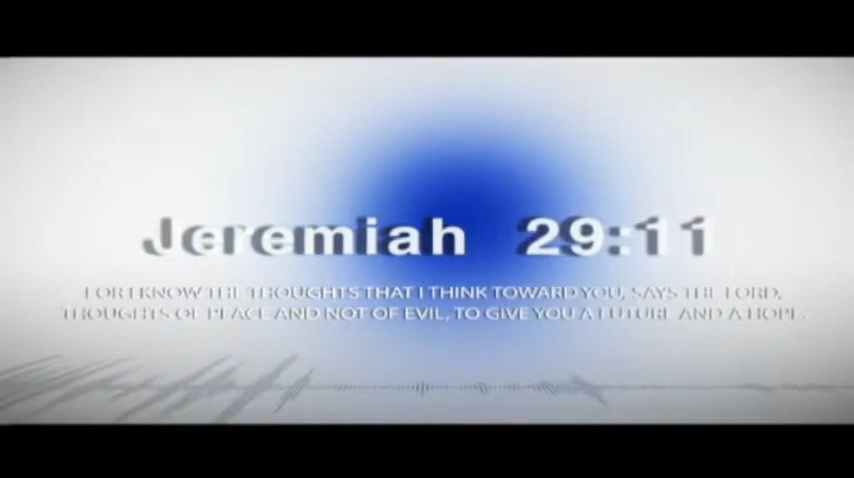 Jeremiah 29:11
FOR I KNOW THE THOUGHTS THAT I THINK TOWARD YOU, SAYS THE LORD,
THOUGHTS OF PEACE AND NOT OF EVIL, TO GIVE YOU A FUTURE AND A HOPE.